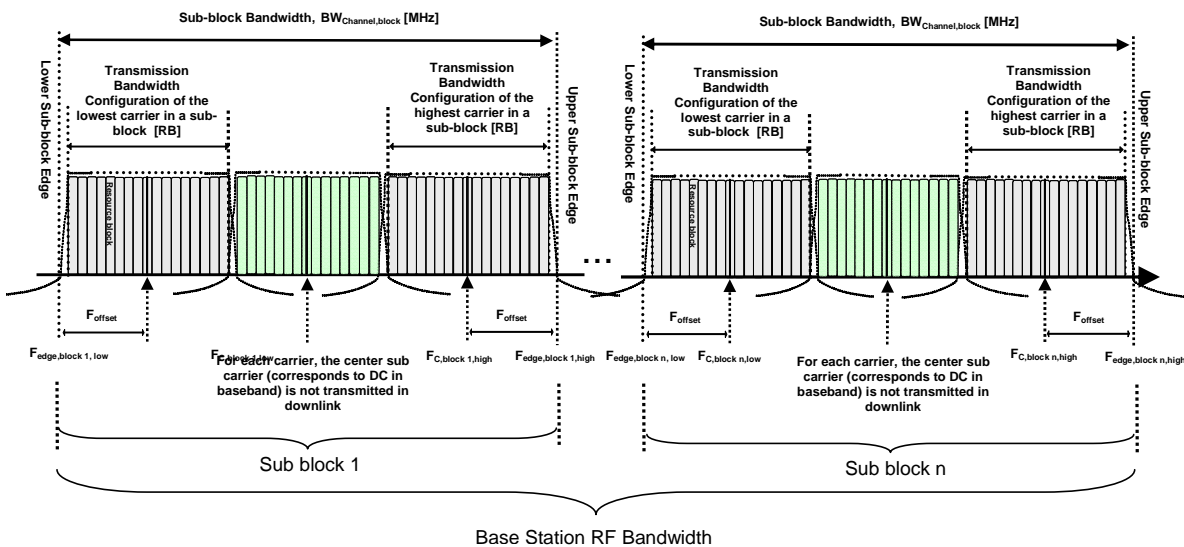 Sub-block Bandwidth, BWChannel,block [MHz]
Sub-block Bandwidth, BWChannel,block [MHz]
Lower Sub-block Edge
Transmission
Bandwidth
Configuration of the
lowest carrier in a sub-
block [RB]
Transmission
Bandwidth
Configuration of the
highest carrier in
a sub-block [RB]
Upper Sub-block Edge
Lower Sub-block Edge
Transmission
Bandwidth
Configuration of the
lowest carrier in
a sub-block [RB]
Transmission
Bandwidth
Configuration of the
highest carrier in
a sub-block [RB]
Upper Sub-block Edge
Resource block
Resource block
...
Foffset
Foffset
Foffset
Foffset
Fedge,block 1, low
FC,block 1,low
FC,block 1,high
Fedge,block 1,high
Fedge,block n, low
FC,block n,low
FC,block n,high
Fedge,block n,high
For each carrier, the center sub
carrier (corresponds to DC in
baseband) is not transmitted in
downlink
For each carrier, the center sub
carrier (corresponds to DC in
baseband) is not transmitted in
downlink
Sub block 1
Sub block n
Base Station RF Bandwidth